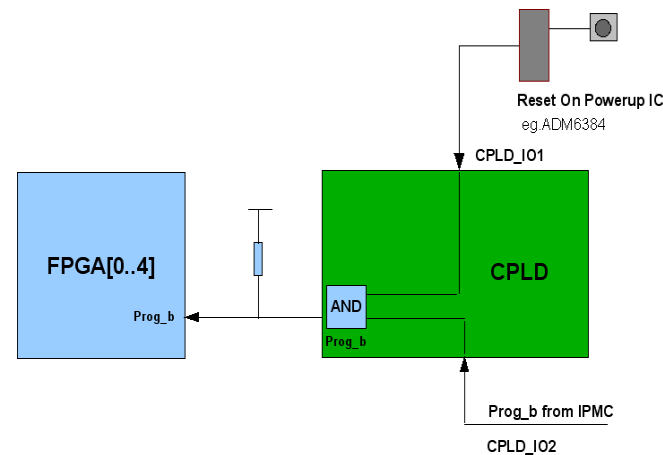 Reset On Powerup IC
eg.ADM6384
CPLD_IO1
FPGA[0..4]
CPLD
AND
Prog_b
Prog_b
Prog_b from IPMC
CPLD_IO2